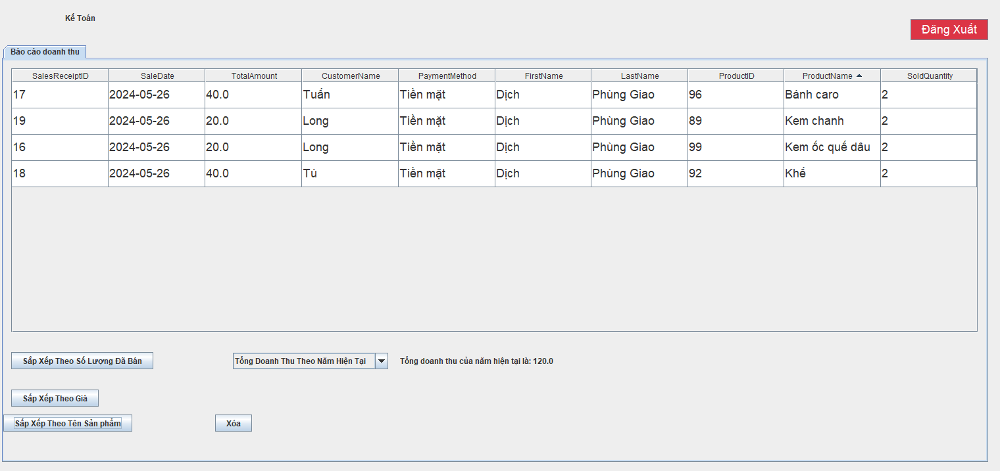 Kế Toán
Đăng Xuất
Báo cáo doanh thu
SalesReceiptID SaleDate TotalAmount CustomerName PaymentMethod FirstName LastName ProductID ProductName SoldQuantity
17 2024-05-26 40.0 Tuấn Tiền mặt Dịch Phùng Giao 96 Bánh caro 2
19 2024-05-26 20.0 Long Tiền mặt Dịch Phùng Giao 89 Kem chanh 2
16 2024-05-26 20.0 Long Tiền mặt Dịch Phùng Giao 99 Kem ốc quế dâu 2
18 2024-05-26 40.0 Tú Tiền mặt Dịch Phùng Giao 92 Khế 2
Sắp Xếp Theo Số Lượng Đã Bán Tổng Doanh Thu Theo Năm Hiện Tại Tổng doanh thu của năm hiện tại là: 120.0
Sắp Xếp Theo Giá
Sắp Xếp Theo Tên Sản phẩm Xóa